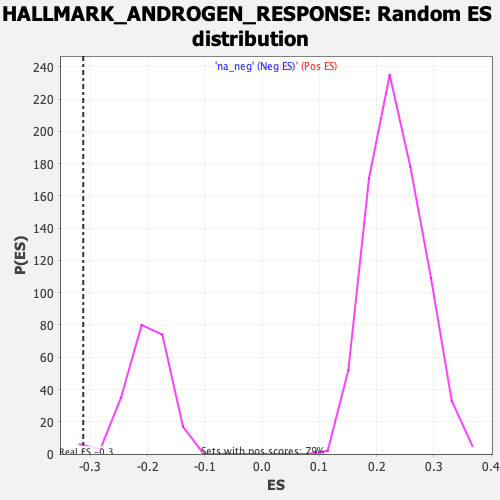 HALLMARK_ANDROGEN_RESPONSE: Random ES
distribution
'na_neg' (Neg ES)' (Pos ES)
P(ES)
240
220
200
180
160
140
120
100
80
60
40
20
0
Real ES -0.3
Sets with pos scores: 79%
-0.3 -0.2 -0.1 0.0 0.1 0.2 0.3 0.4
ES